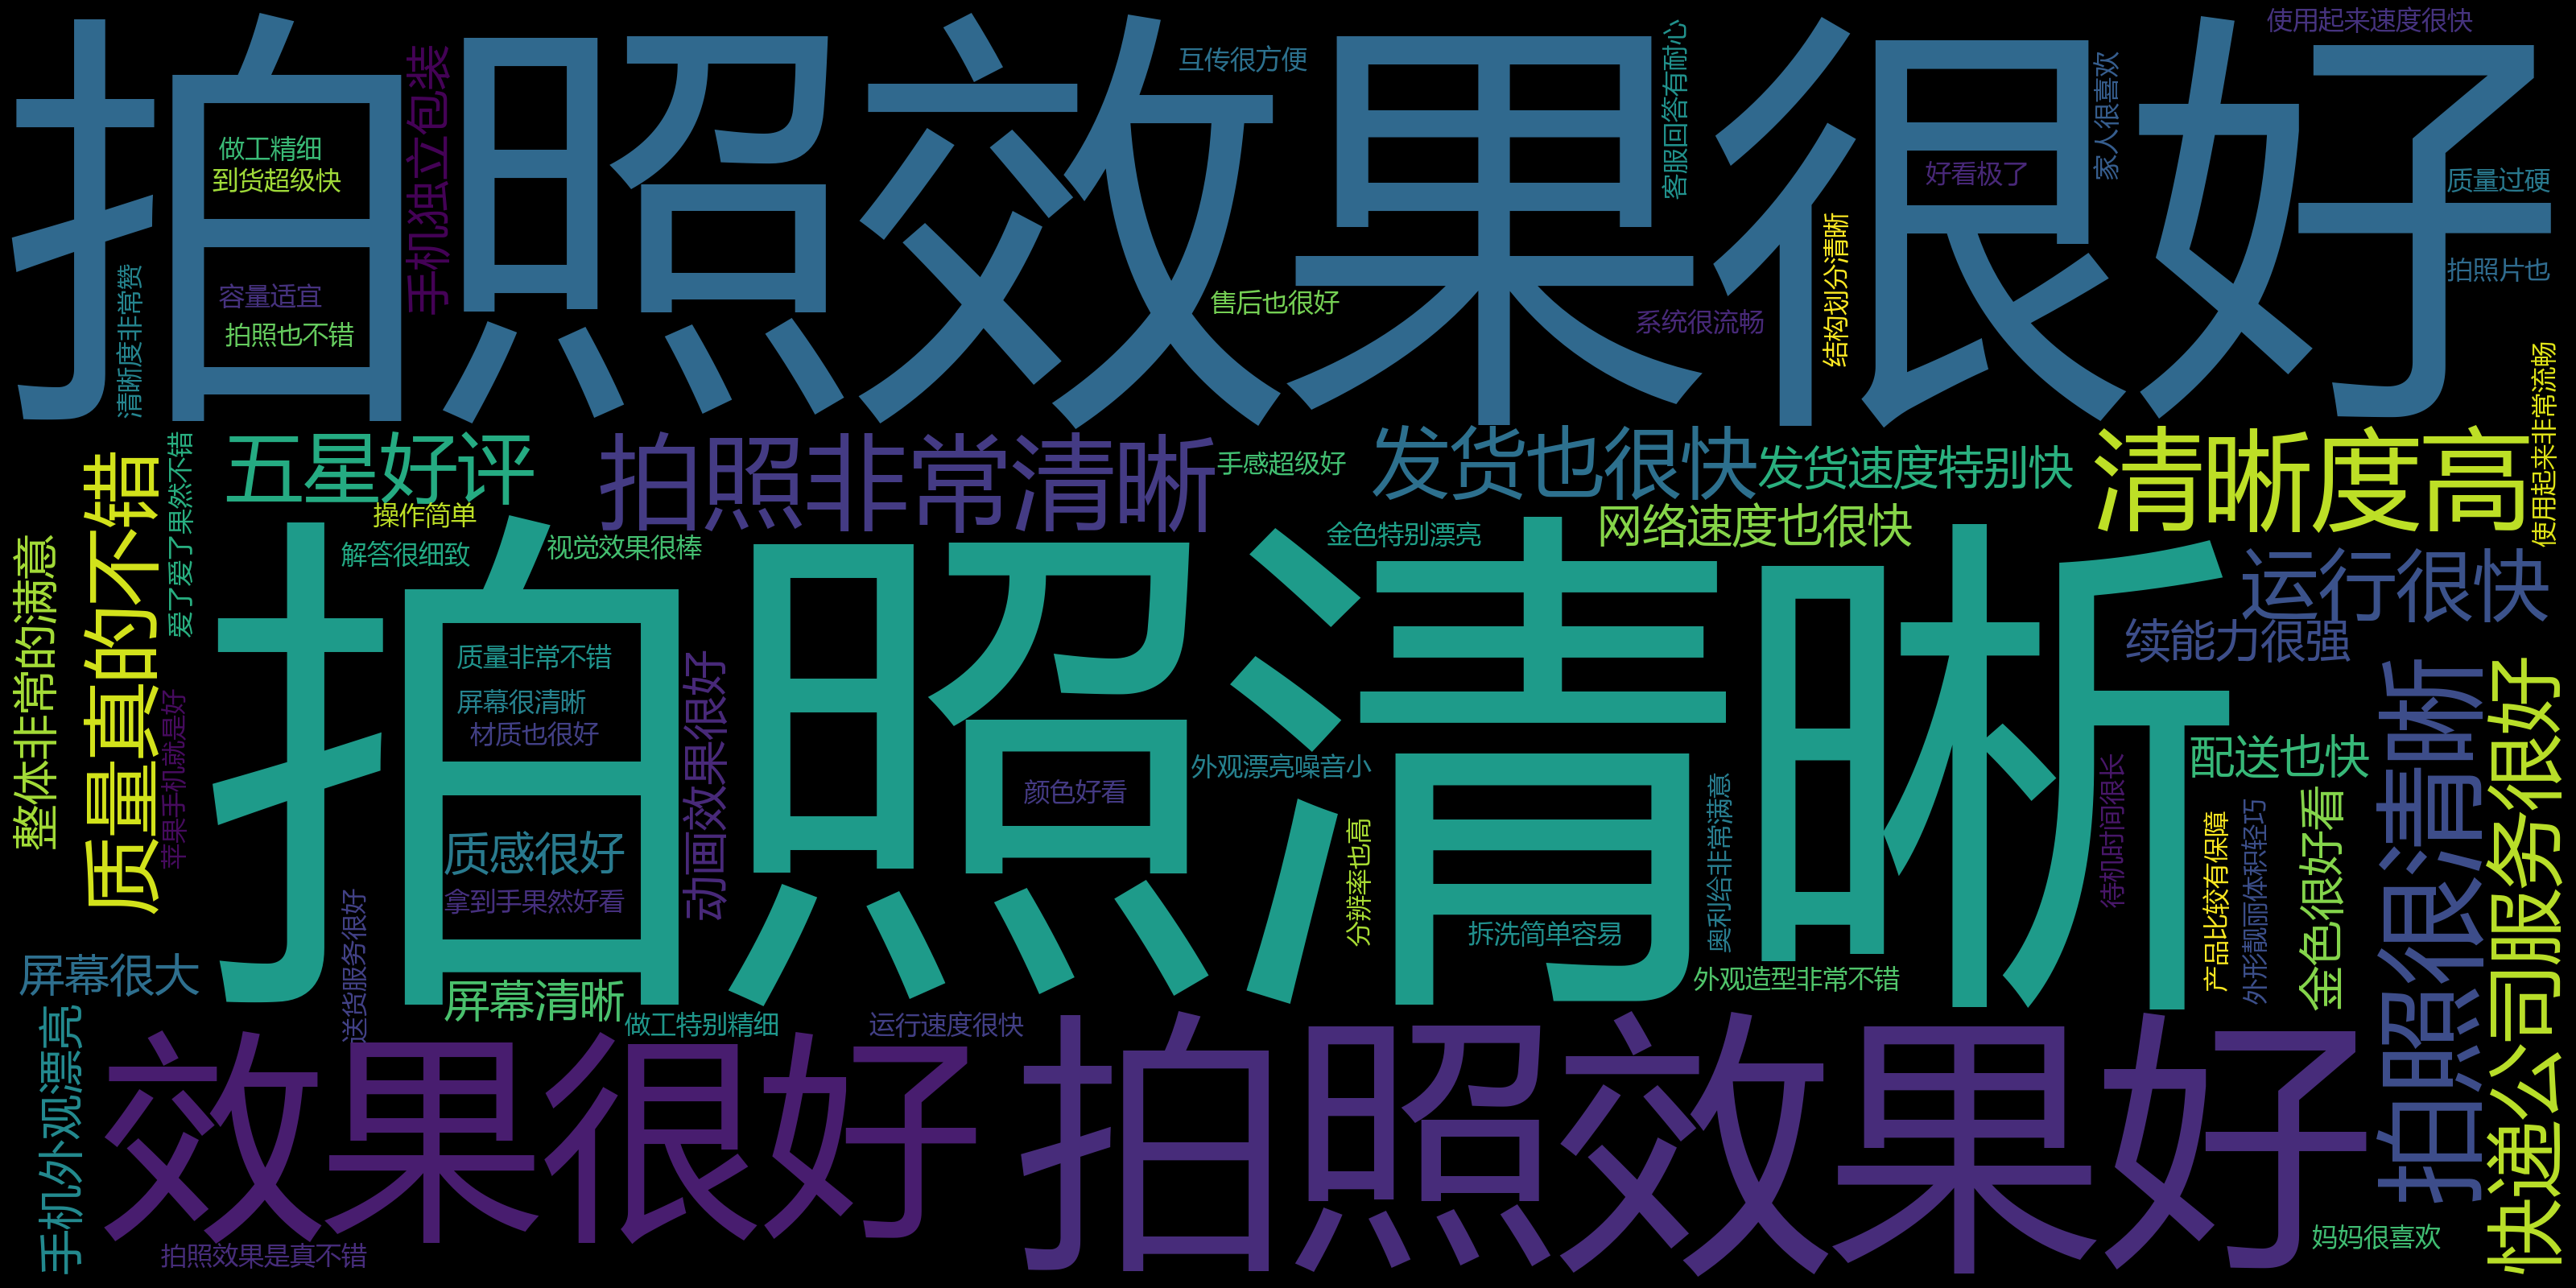 拍照效果很好
使用起来速度很快
互传很方便
客服回答有耐心
家人很喜欢
手机独立包装
做工精细
到货超级快
好看极了
质量过硬
清晰度非常赞
容量适宜
拍照也不错
售后也很好
系统很流畅
结构划分清晰
拍照片也
使用起来非常流畅
五星好评
拍照非常清晰
手感超级好
发货也很快
发货速度特别快
清晰度高
质量真的不错
爱了爱了果然不错
操作简单
解答很细致
视觉效果很棒
金色特别漂亮
网络速度也很快
整体非常的满意
拍照清晰
运行很快
续能力很强
质量非常不错
屏幕很清晰
材质也很好
动画效果很好
苹果手机就是好
外观漂亮噪音小
颜色好看
配送也快
拍照很清晰
快递公司服务很好
质感很好
拿到手果然好看
分辨率也高
奥利给非常满意
待机时间很长
产品比较有保障
外形靓丽体积轻巧
金色很好看
送货服务很好
拆洗简单容易
屏幕很大
屏幕清晰
外观造型非常不错
手机外观漂亮
做工特别精细
运行速度很快
效果很好
拍照效果好
拍照效果是真不错
妈妈很喜欢